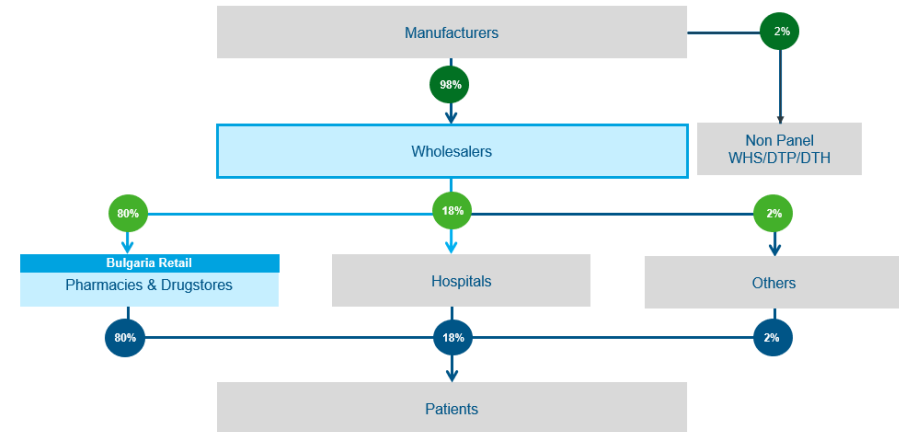 Manufacturers
2%
98%
Non Panel
WHS/DTP/DTH
Wholesalers
80%
18%
2%
Bulgaria Retail
Pharmacies & Drugstores
Hospitals
Others
80%
18%
2%
Patients